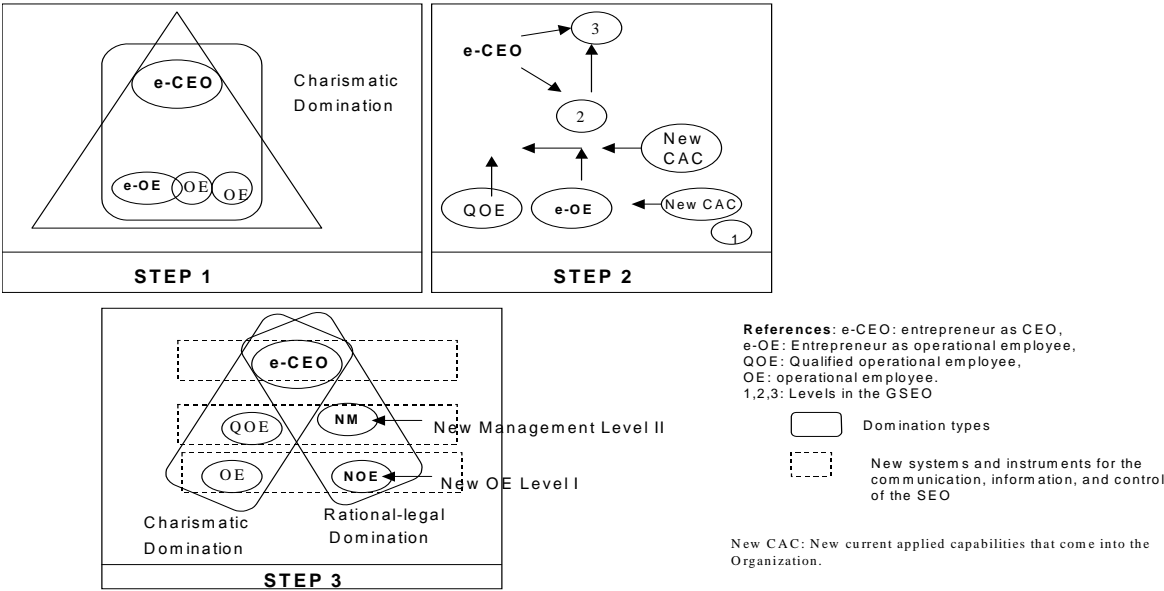 e-CEO
Charismatic
Domination
e-OE
OE
OE
STEP 1
3
e-CEO
2
New
CAC
QOE
e-OE
New CAC
1
STEP 2
e-CEO
QOE
NM
New Management Level II
OE
NOE
New OE Level I
Charismatic
Domination
Rational-legal
Domination
STEP 3
References: e-CEO: entrepreneur as CEO,
e-OE: Entrepreneur as operational employee,
QOE: Qualified operational employee,
OE: operational employee.
1,2,3: Levels in the GSEO
Domination types
New systems and instruments for the
communication, information, and control
of the SEO
New CAC: New current applied capabilities that come into the
Organization.